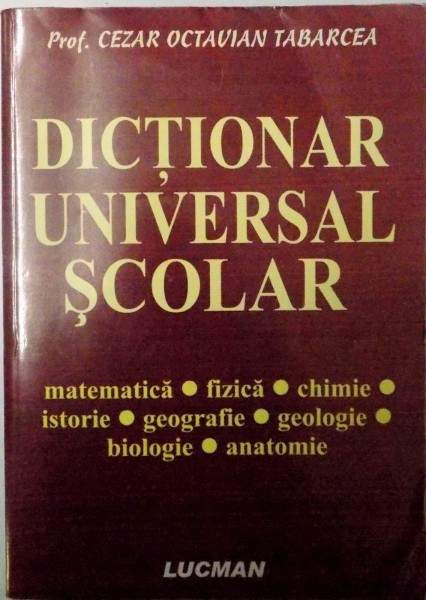 Prof. CEZAR OCTAVIAN TABARCEA
DICȚIONAR
UNIVERSAL
ȘCOLAR
matematică ● fizică ● chimie ●
istorie ● geografie ● geologie ●
biologie ● anatomie
LUCMAN